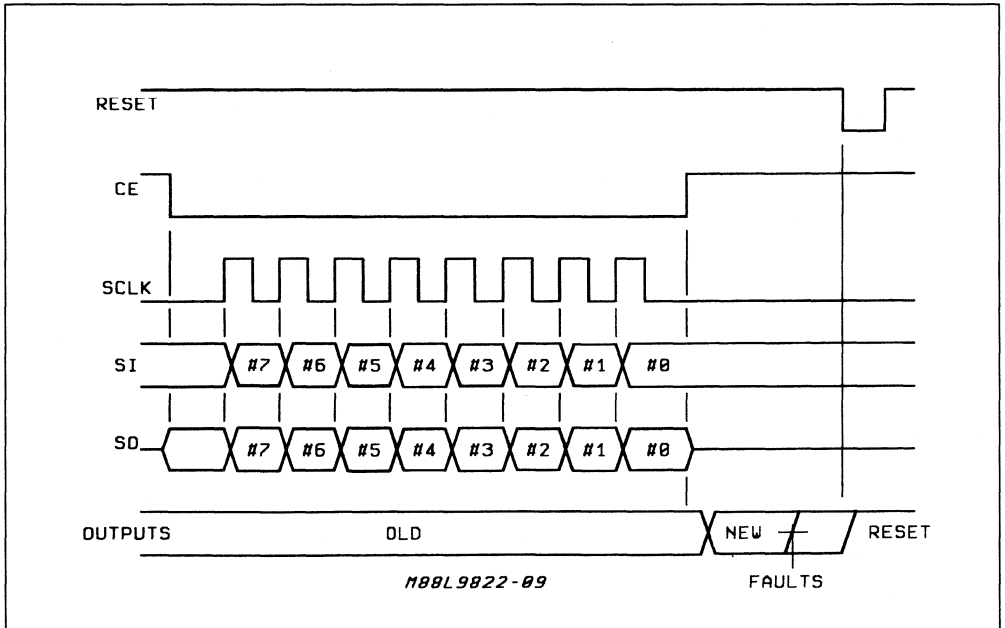 RESET
CE
SCLK
SI #7 #6 #5 #4 #3 #2 #1 #0
SO #7 #6 #5 #4 #3 #2 #1 #0
OUTPUTS OLD NEW RESET
M88L9822-09 FAULTS